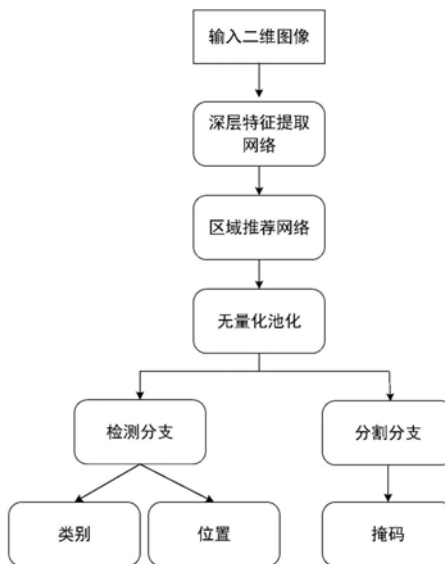 输入二维图像
深层特征提取
网络
区域推荐网络
无量化池化
检测分支
分割分支
类别
位置
掩码